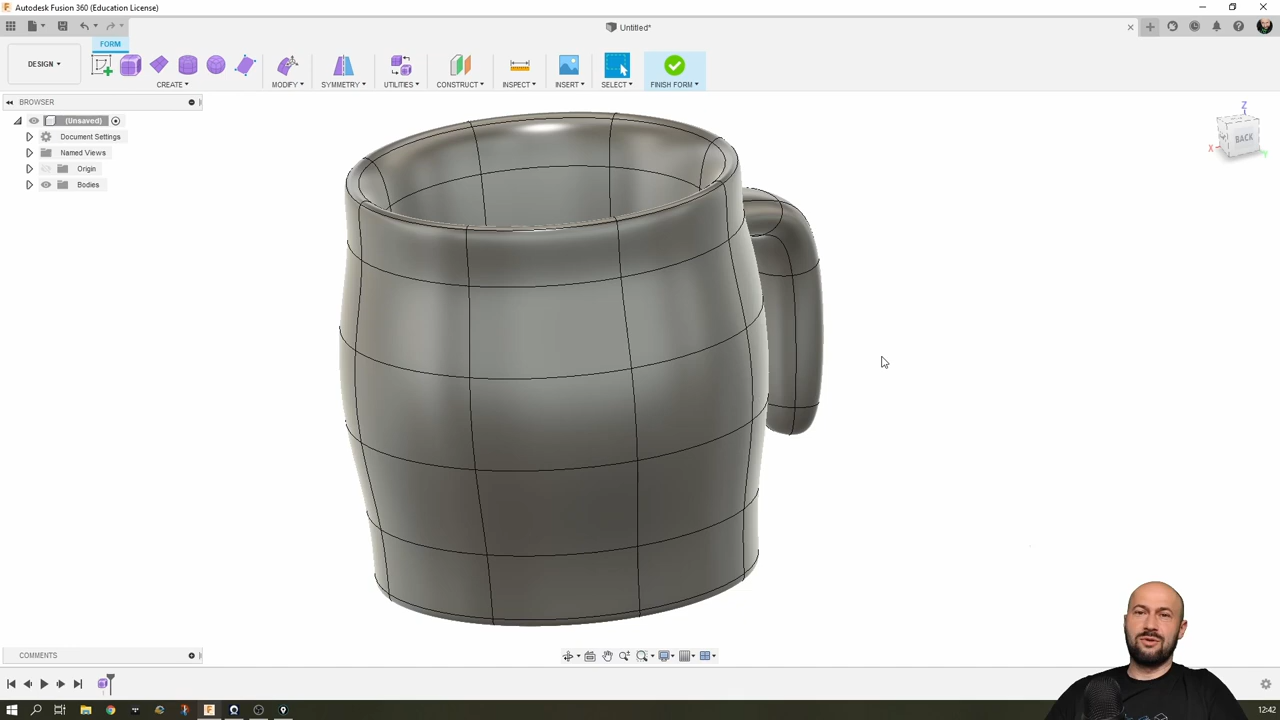 Autodesk Fusion 360 (Education License)
Untitled*
FORM
DESIGN
CREATE
MODIFY
SYMMETRY
UTILITIES
CONSTRUCT
INSPECT
INSERT
SELECT
FINISH FORM
BROWSER
(Unsaved)
Document Settings
Named Views
Origin
Bodies
Z
BACK
X
Y
COMMENTS
12:42